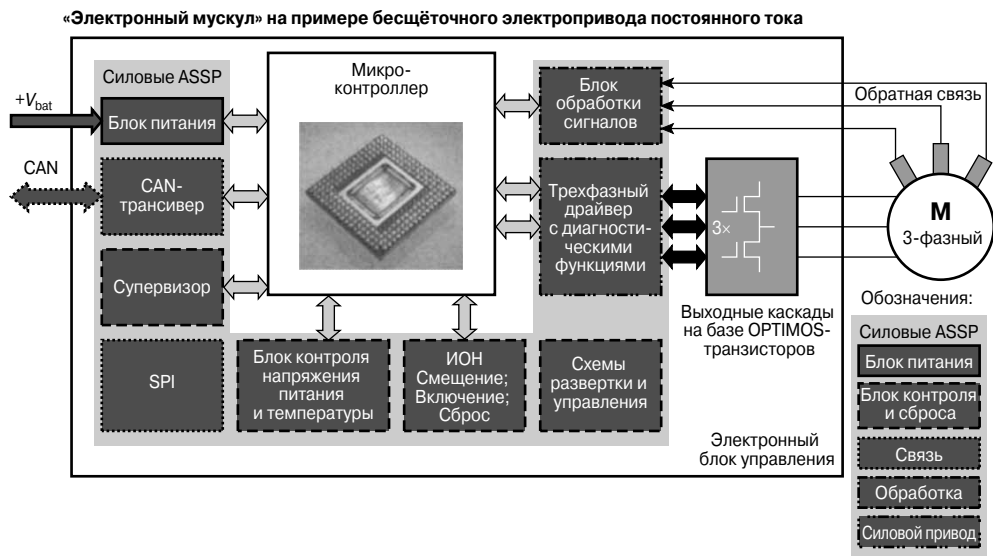 «Электронный мускул» на примере бесщёточного электропривода постоянного тока
Силовые ASSP
Микро-
контроллер
Блок
обработки
сигналов
Обратная связь
+Vbat
Блок питания
CAN
CAN-
трансивер
Трехфазный
драйвер
с диагности-
ческими
функциями
3×
М
3-фазный
Супервизор
Выходные каскады
на базе OPTIMOS-
транзисторов
SPI
Блок контроля
напряжения
питания
и температуры
ИОН
Смещение;
Включение;
Сброс
Схемы
развертки и
управления
Электронный
блок управления
Обозначения:
Силовые ASSP
Блок питания
Блок контроля
и сброса
Связь
Обработка
Силовой привод